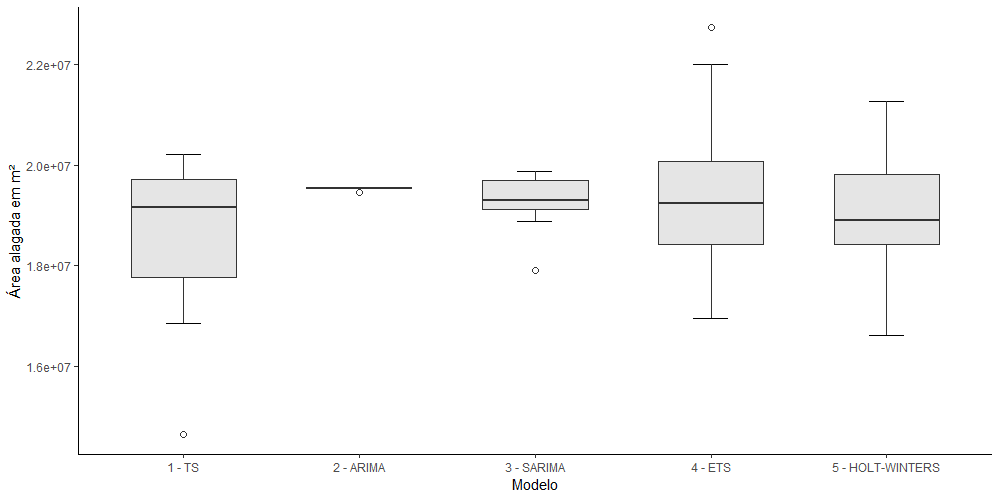 Área alagada em m²
2.2e+07
2.0e+07
1.8e+07
1.6e+07
1 - TS
2 - ARIMA
3 - SARIMA
4 - ETS
5 - HOLT-WINTERS
Modelo